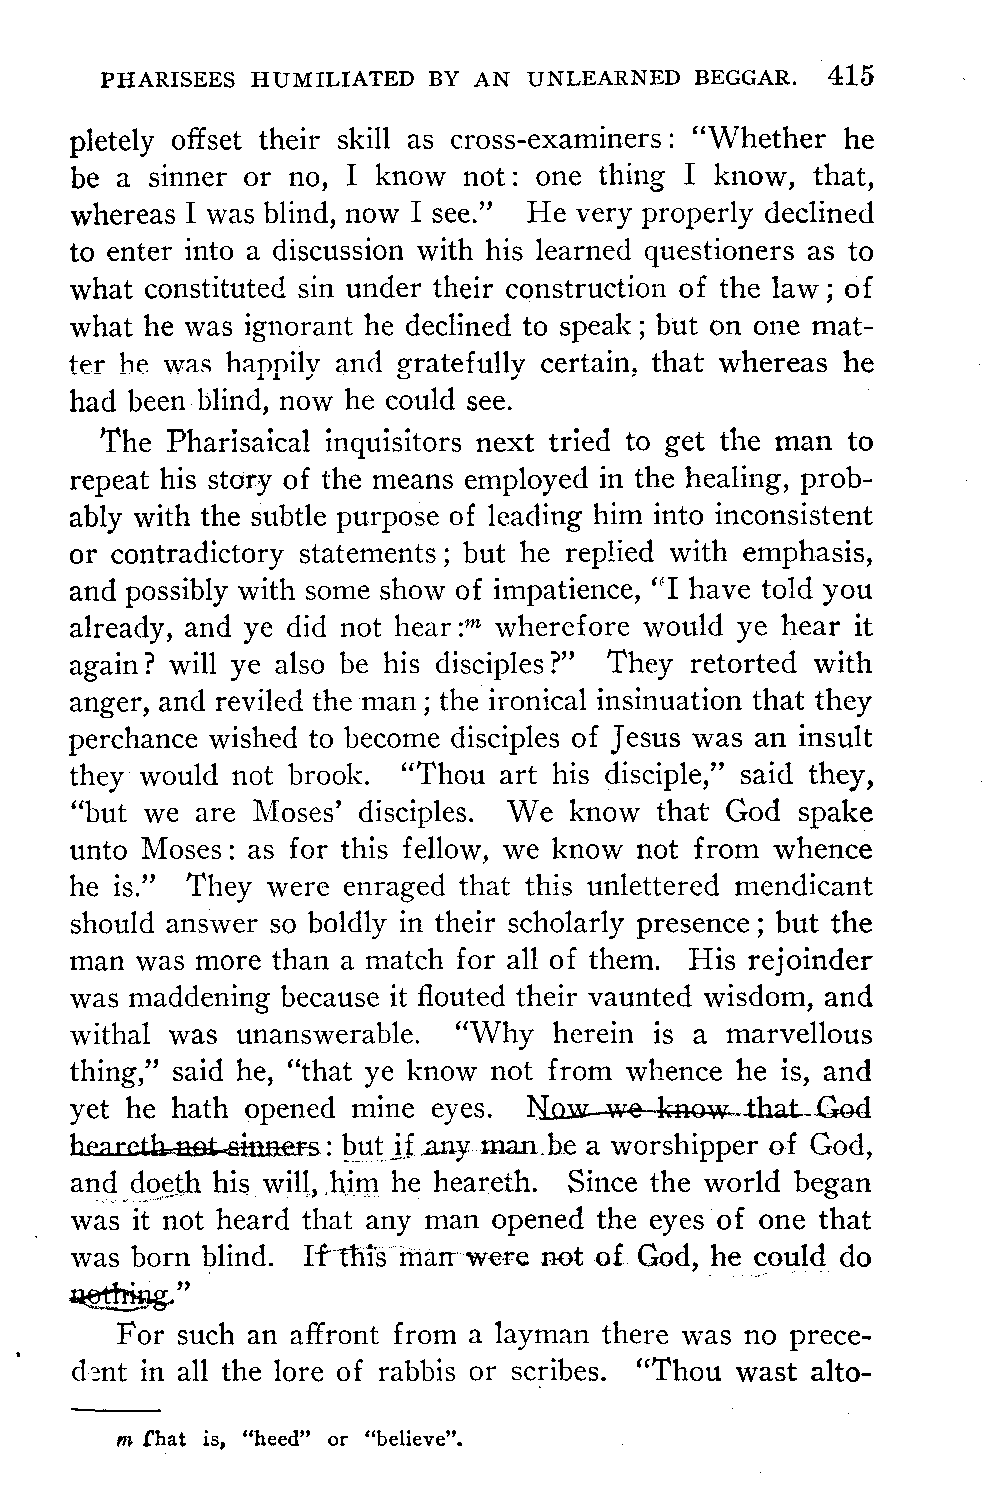 PHARISEES HUMILIATED BY AN UNLEARNED BEGGAR. 415
pletely offset their skill as cross-examiners: “Whether he
be a sinner or no, I know not: one thing I know, that,
whereas I was blind, now I see.” He very properly declined
to enter into a discussion with his learned questioners as to
what constituted sin under their construction of the law; of
what he was ignorant he declined to speak; but on one mat-
ter he was happily and gratefully certain, that whereas he
had been blind, now he could see.
The Pharisaical inquisitors next tried to get the man to
repeat his story of the means employed in the healing, prob-
ably with the subtle purpose of leading him into inconsistent
or contradictory statements; but he replied with emphasis,
and possibly with some show of impatience, “I have told you
already, and ye did not hear:m wherefore would ye hear it
again? will ye also be his disciples?” They retorted with
anger, and reviled the man; the ironical insinuation that they
perchance wished to become disciples of Jesus was an insult
they would not brook. “Thou art his disciple,” said they,
“but we are Moses’ disciples. We know that God spake
unto Moses: as for this fellow, we know not from whence
he is.” They were enraged that this unlettered mendicant
should answer so boldly in their scholarly presence; but the
man was more than a match for all of them. His rejoinder
was maddening because it flouted their vaunted wisdom, and
withal was unanswerable. “Why herein is a marvellous
thing,” said he, “that ye know not from whence he is, and
yet he hath opened mine eyes. Now we know that God
heareth not sinners: but if any man be a worshipper of God,
and doeth his will, him he heareth. Since the world began
was it not heard that any man opened the eyes of one that
was born blind. If this man were not of God, he could do
nothing.”
For such an affront from a layman there was no prece-
dent in all the lore of rabbis or scribes. “Thou wast alto-
m That is, “heed” or “believe”.